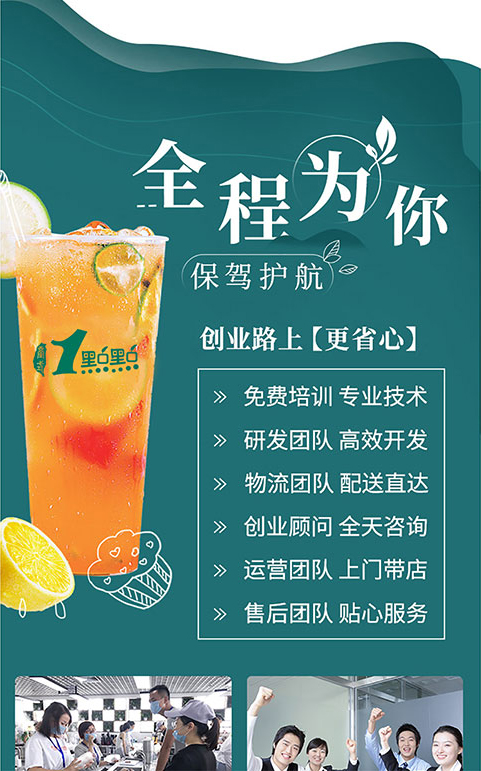 全程为你
保驾护航
创业路上【更省心】
1點點
» 免费培训 专业技术
» 研发团队 高效开发
» 物流团队 配送直达
» 创业顾问 全天咨询
» 运营团队 上门带店
» 售后团队 贴心服务